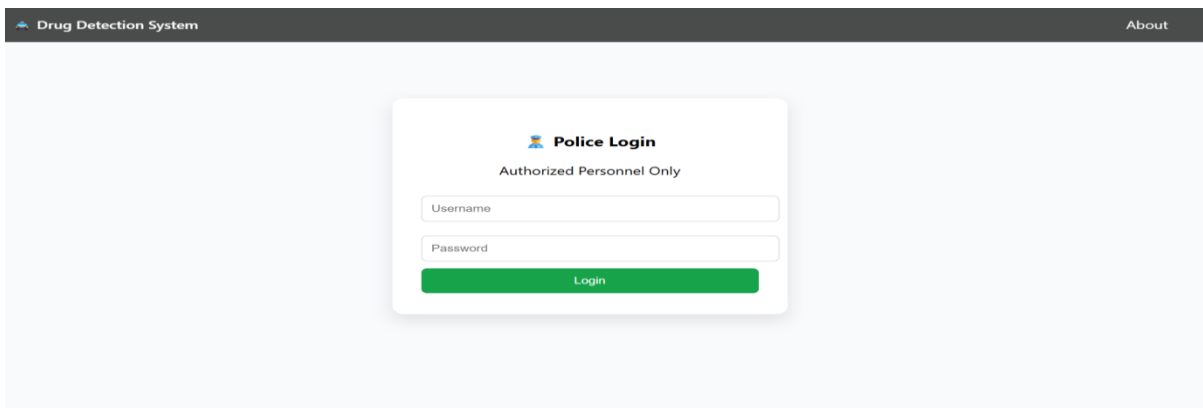 Drug Detection System
About
Police Login
Authorized Personnel Only
Username
Password
Login